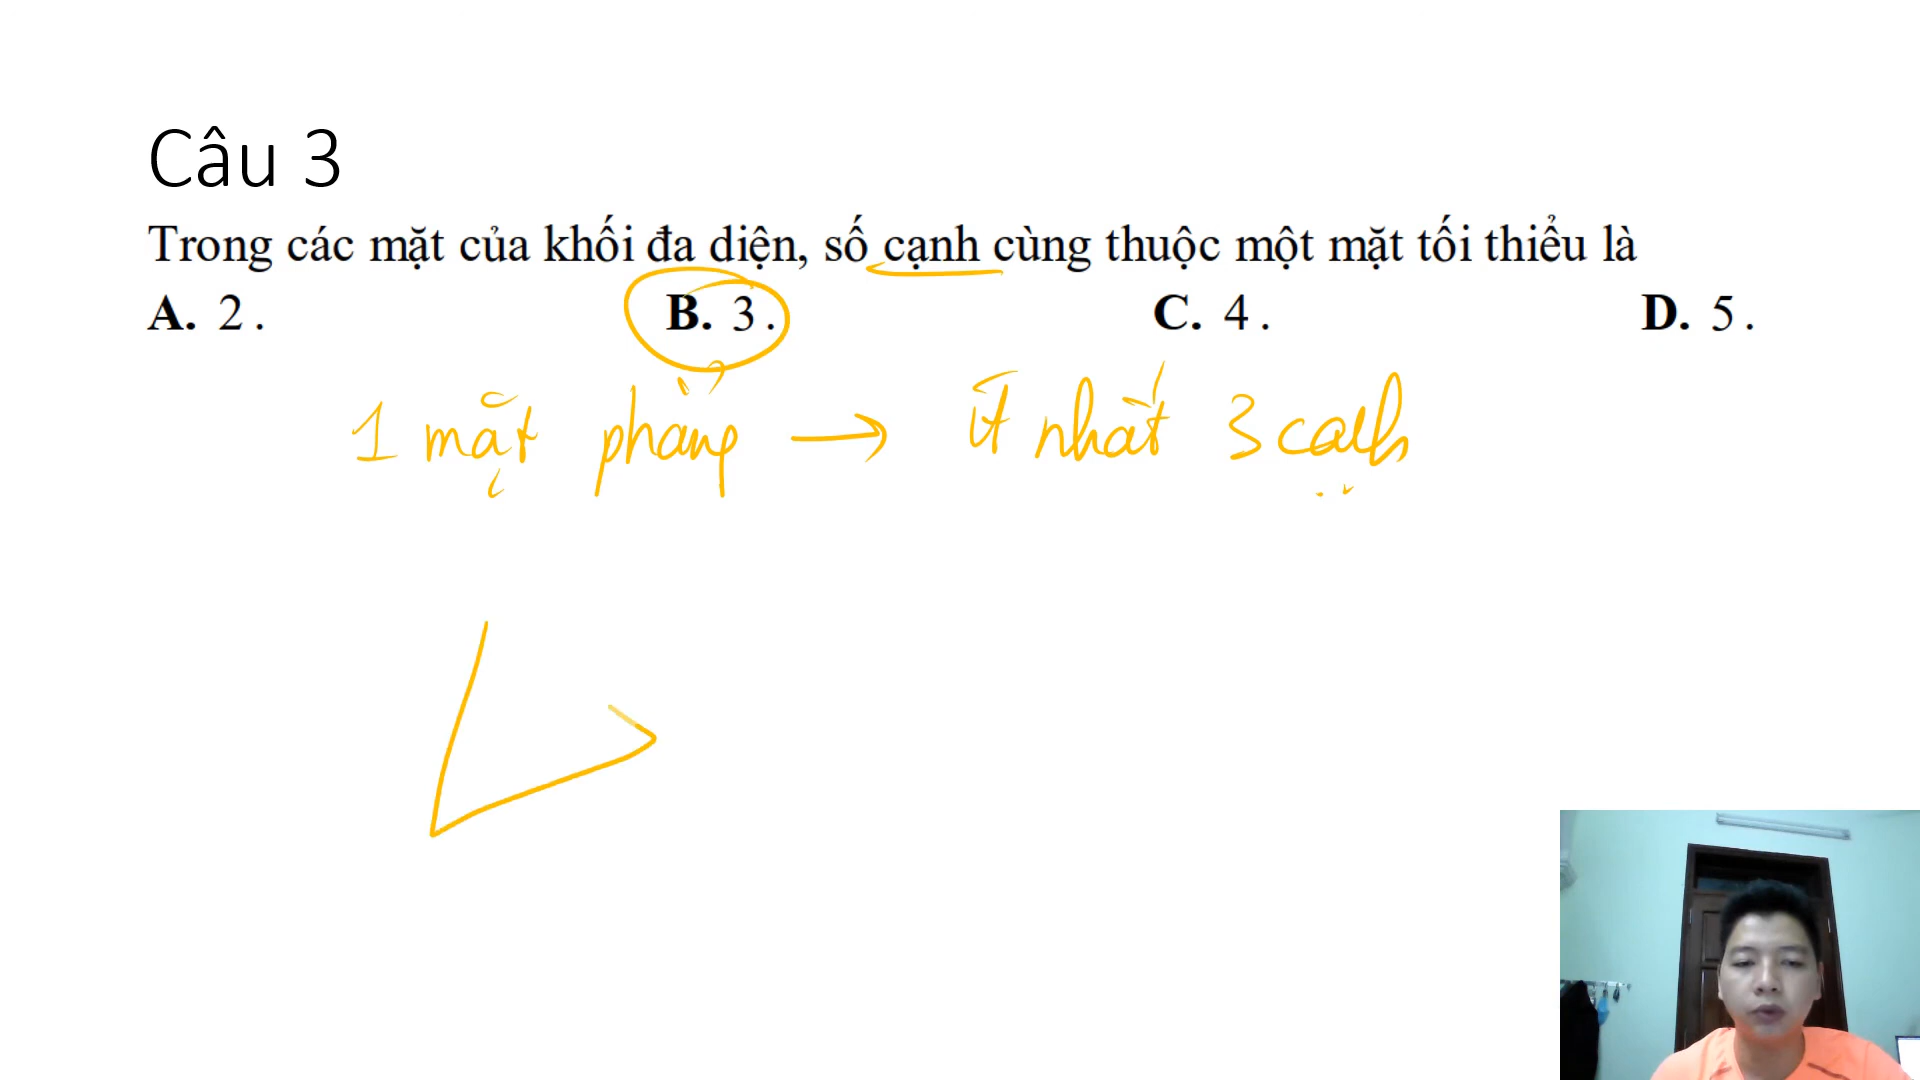 Câu 3
Trong các mặt của khối đa diện, số cạnh cùng thuộc một mặt tối thiểu là
A. 2. B. 3. C. 4. D. 5.
1 mặt phẳng → ít nhất 3 cạnh